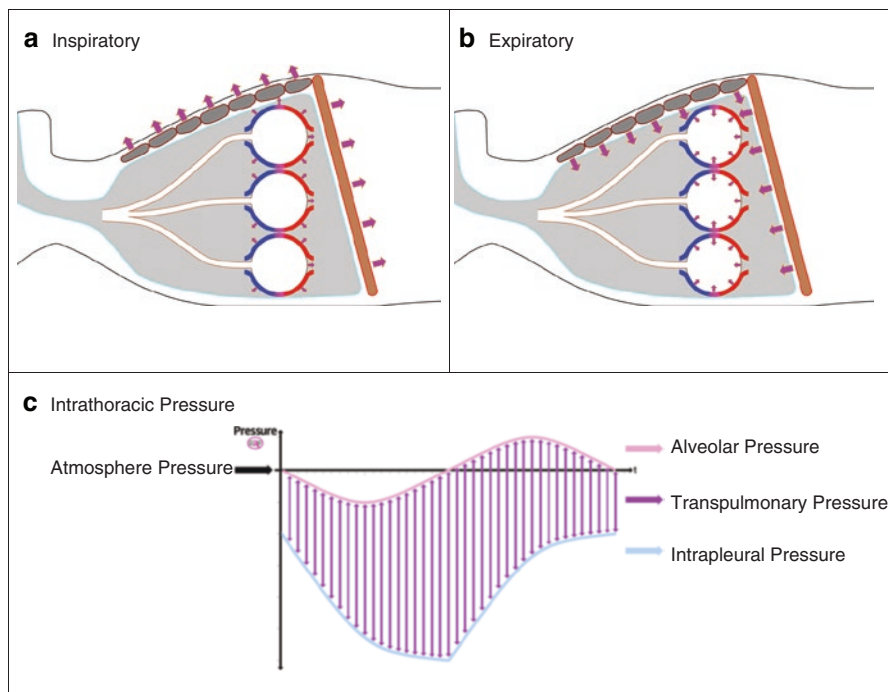 a Inspiratory
b Expiratory
c Intrathoracic Pressure
Pressure
Atmosphere Pressure
t
Alveolar Pressure
Transpulmonary Pressure
Intrapleural Pressure